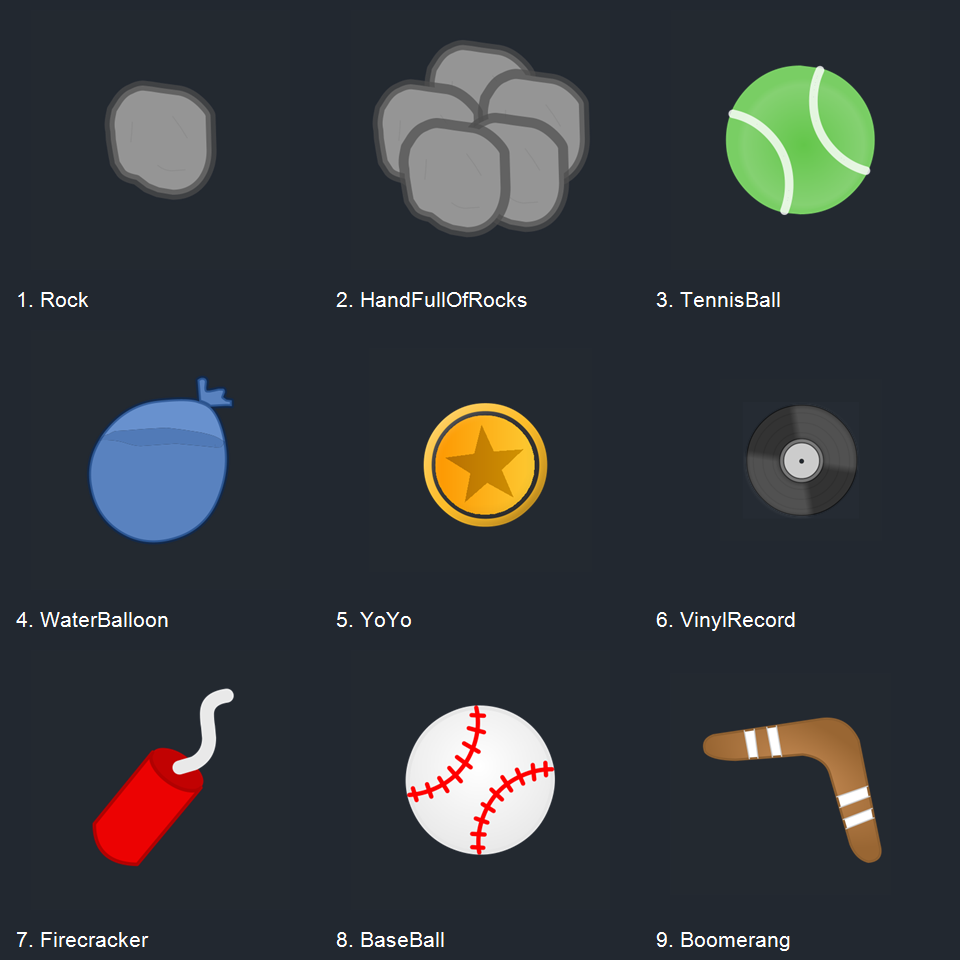 1. Rock
2. HandFullOfRocks
3. TennisBall
4. WaterBalloon
5. YoYo
6. VinylRecord
7. Firecracker
8. BaseBall
9. Boomerang